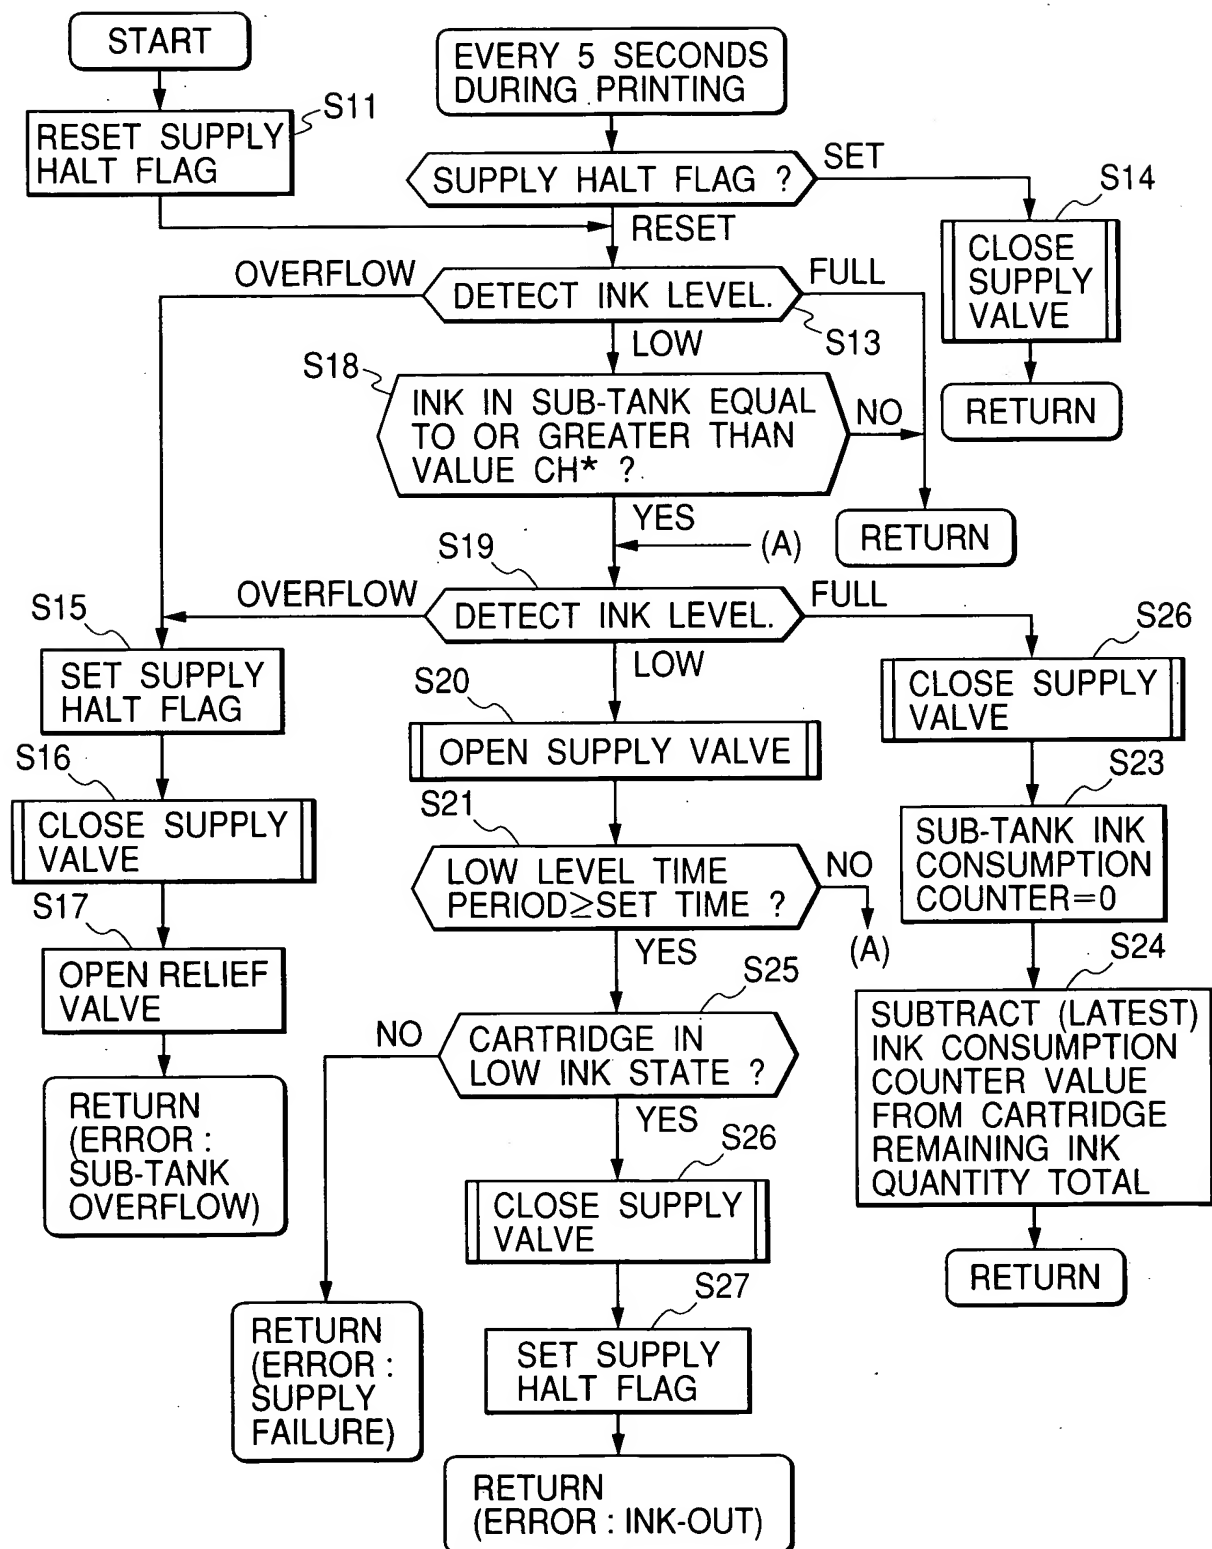 START
EVERY 5 SECONDS
DURING PRINTING
S11
RESET SUPPLY
HALT FLAG
SUPPLY HALT FLAG ?
SET
S14
RESET
CLOSE
SUPPLY
VALVE
OVERFLOW
DETECT INK LEVEL.
FULL
S13
LOW
RETURN
S18
INK IN SUB-TANK EQUAL
TO OR GREATER THAN
VALUE CH* ?
NO
YES
RETURN
(A)
S19
OVERFLOW
DETECT INK LEVEL.
FULL
S15
LOW
S26
SET SUPPLY
HALT FLAG
S20
CLOSE SUPPLY
VALVE
OPEN SUPPLY VALVE
S16
S23
CLOSE SUPPLY
VALVE
S21
SUB-TANK INK
CONSUMPTION
COUNTER=0
LOW LEVEL TIME
PERIOD≥SET TIME ?
NO
(A)
S17
YES
OPEN RELIEF
VALVE
S25
S24
NO
CARTRIDGE IN
LOW INK STATE ?
SUBTRACT (LATEST)
INK CONSUMPTION
COUNTER VALUE
FROM CARTRIDGE
REMAINING INK
QUANTITY TOTAL
RETURN
(ERROR :
SUB-TANK
OVERFLOW)
YES
S26
CLOSE SUPPLY
VALVE
RETURN
S27
RETURN
(ERROR :
SUPPLY
FAILURE)
SET SUPPLY
HALT FLAG
RETURN
(ERROR : INK-OUT)